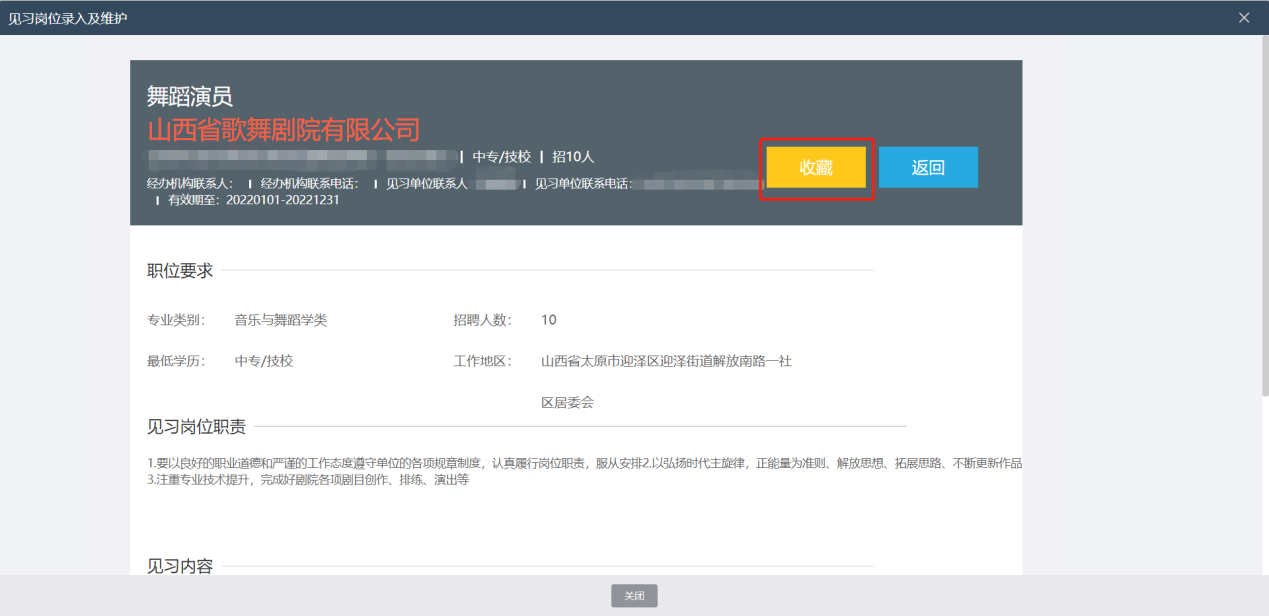 见习岗位录入及维护
舞蹈演员
山西省歌舞剧院有限公司
| 中专/技校 | 招10人
收藏
返回
经办机构联系人： | 经办机构联系电话： | 见习单位联系人: | 见习单位联系电话:
| 有效期至：20220101-20221231
职位要求
专业类别： 音乐与舞蹈学类 招聘人数： 10
最低学历： 中专/技校 工作地区： 山西省太原市迎泽区迎泽街道解放南路一社
区居委会
见习岗位职责
1.要以良好的职业道德和严谨的工作态度遵守单位的各项规章制度，认真履行岗位职责，服从安排2.以弘扬时代主旋律，正能量为准则、解放思想、拓展思路、不断更新作品
3.注重专业技术提升，完成好剧院各项剧目创作、排练、演出等
见习内容
关闭